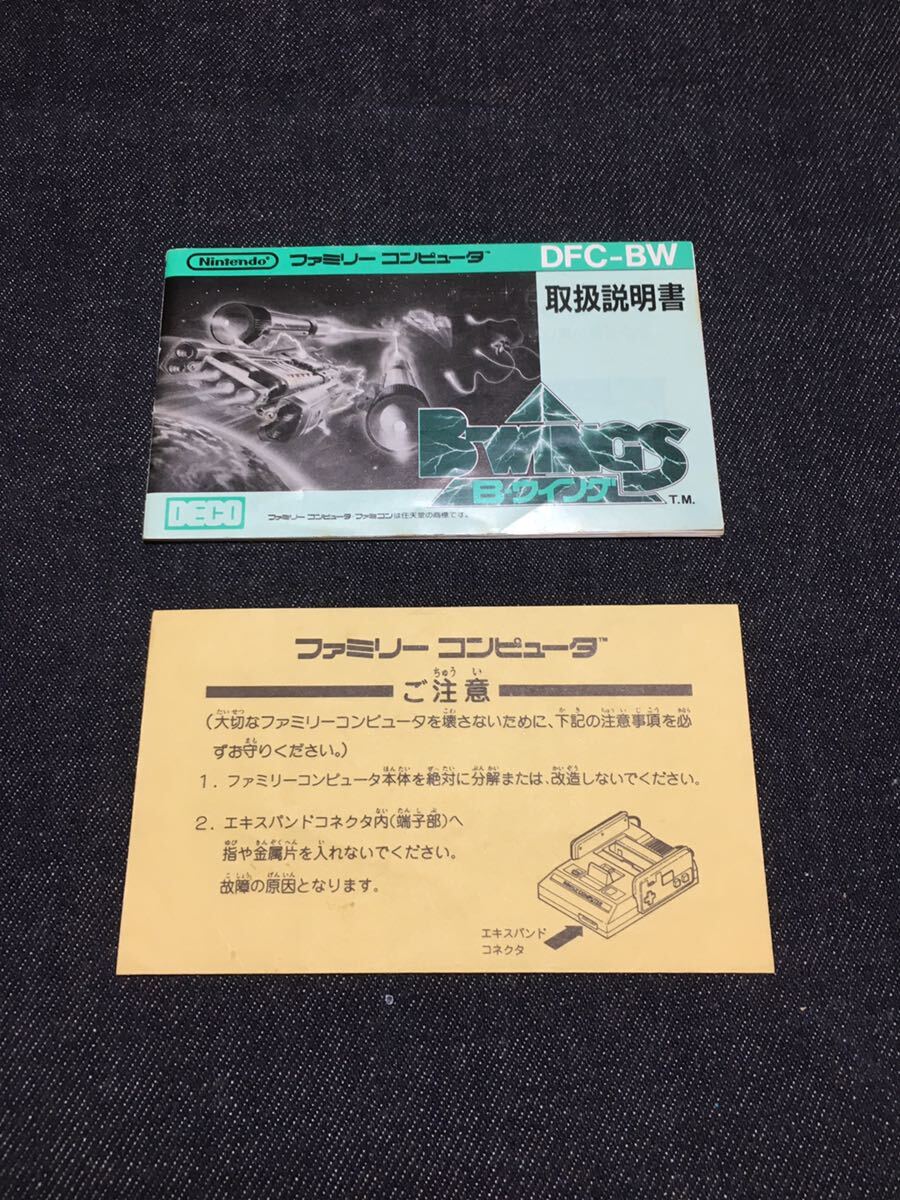 Nintendo® ファミリー コンピュータ™ DFC-BW
取扱説明書
B-WINGS
B・ウイング T.M.
DECO ファミリー コンピュータ・ファミコンは任天堂の商標です。
ファミリー コンピュータ™
ご注意
(大切なファミリーコンピュータを壊さないために、下記の注意事項を必
ずお守りください。)
1. ファミリーコンピュータ本体を絶対に分解または、改造しないでください。
2. エキスパンドコネクタ内(端子部)へ
指や金属片を入れないでください。
故障の原因となります。
エキスパンド
コネクタ